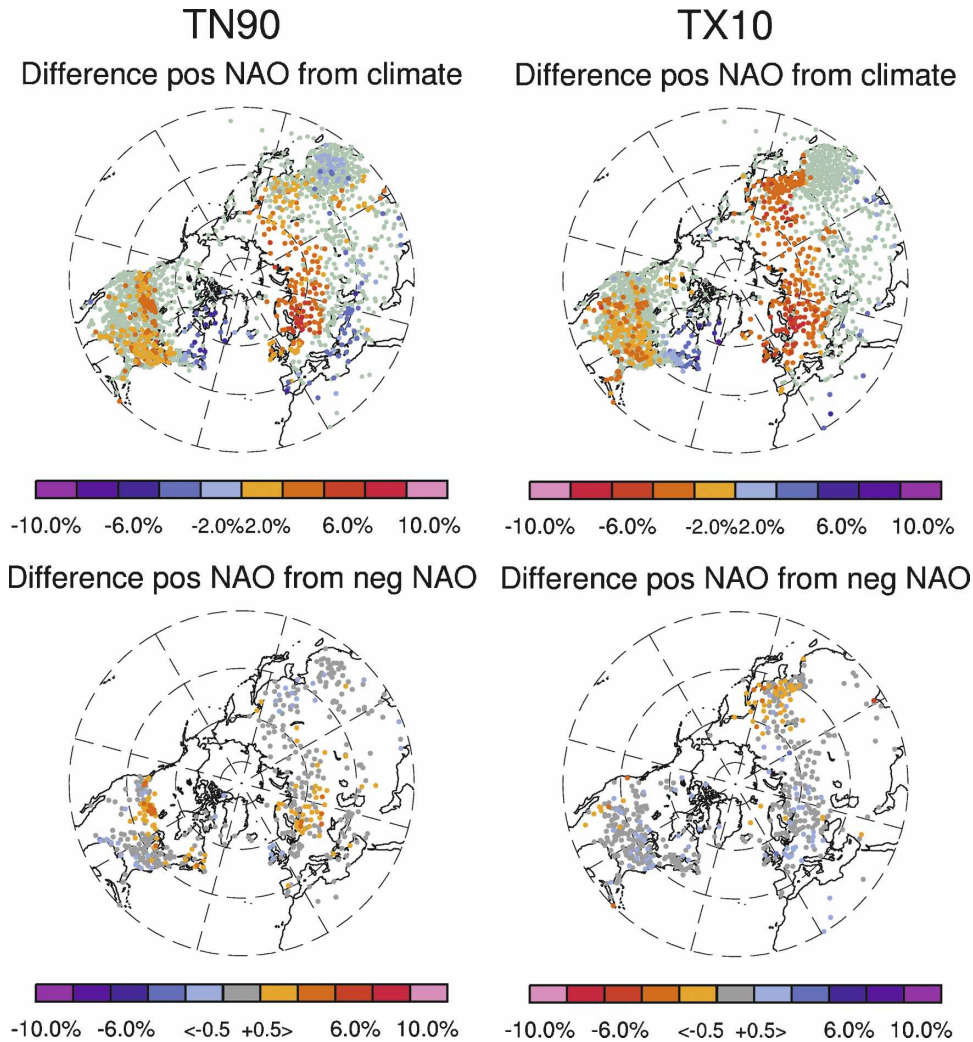 TN90 TX10
Difference pos NAO from climate Difference pos NAO from climate
-10.0% -6.0% -2.0%2.0% 6.0% 10.0% -10.0% -6.0% -2.0%2.0% 6.0% 10.0%
Difference pos NAO from neg NAO Difference pos NAO from neg NAO
-10.0% -6.0% <-0.5 +0.5> 6.0% 10.0% -10.0% -6.0% <-0.5 +0.5> 6.0% 10.0%